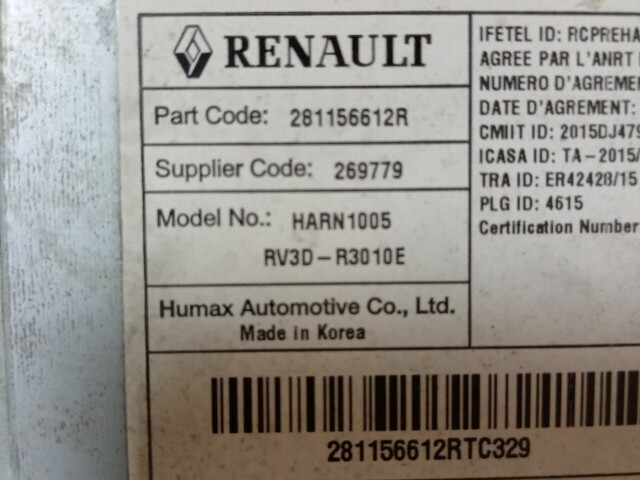 RENAULT
Part Code: 281156612R
Supplier Code: 269779
Model No.: HARN1005
RV3D-R3010E
Humax Automotive Co., Ltd.
Made in Korea
IFETEL ID: RCPREHA
AGREE PAR L'ANRT
NUMERO D'AGREME
DATE D'AGREMENT:
CMIIT ID: 2015DJ479
ICASA ID: TA-2015/
TRA ID: ER42428/15
PLG ID: 4615
Certification Number
281156612RTC329